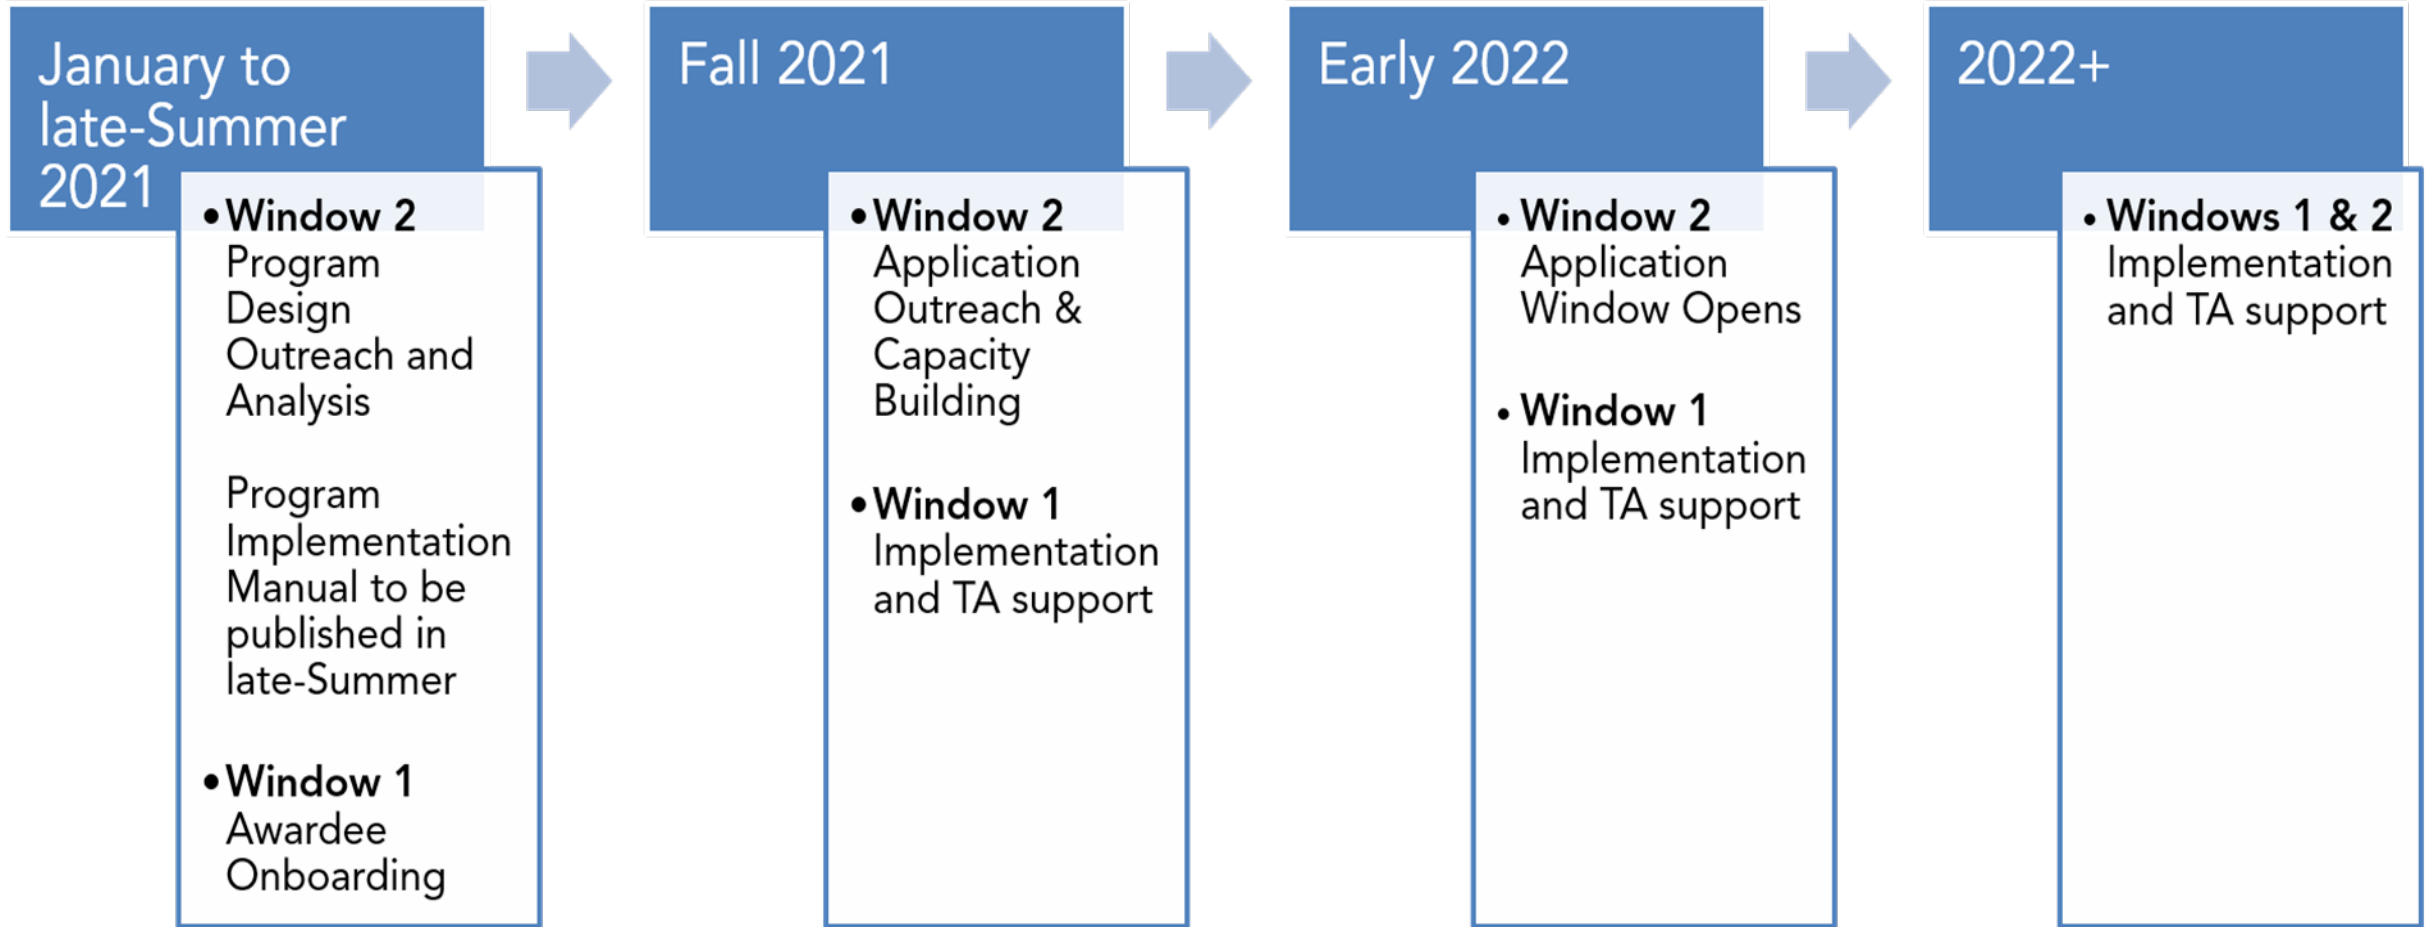 January to
late-Summer
2021
•Window 2
Program
Design
Outreach and
Analysis
Program
Implementation
Manual to be
published in
late-Summer
•Window 1
Awardee
Onboarding
Fall 2021
•Window 2
Application
Outreach &
Capacity
Building
•Window 1
Implementation
and TA support
Early 2022
• Window 2
Application
Window Opens
• Window 1
Implementation
and TA support
2022+
• Windows 1 & 2
Implementation
and TA support